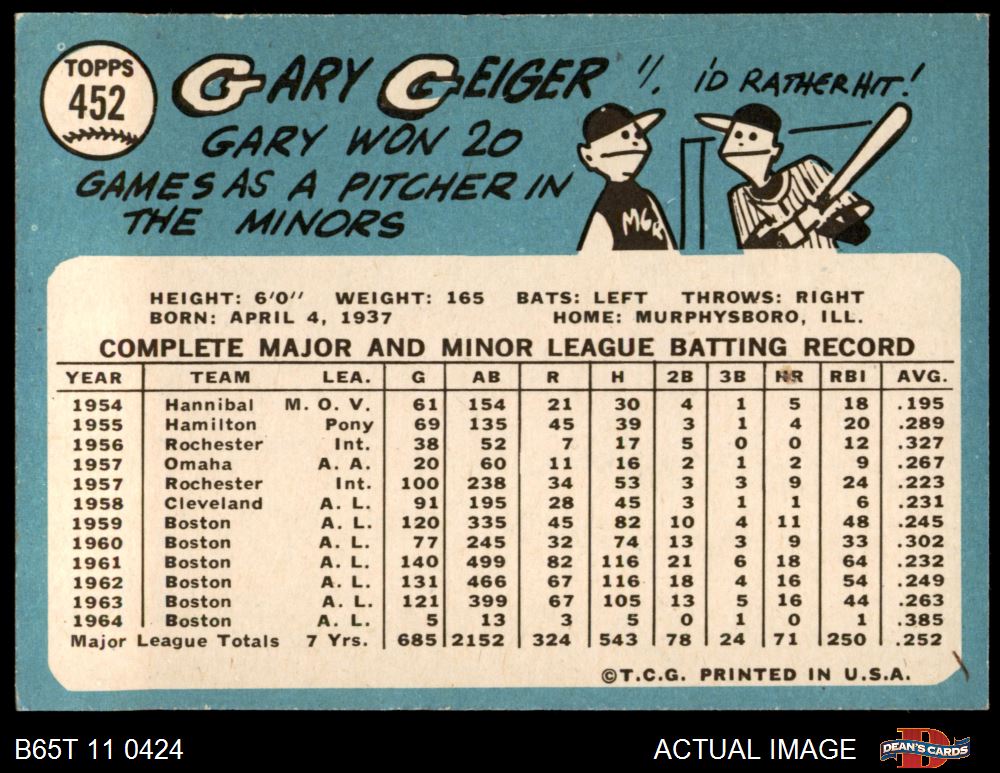 TOPPS
452
GARY GEIGER
GARY WON 20
GAMES AS A PITCHER IN
THE MINORS
I'D RATHER HIT!
MGR
HEIGHT: 6'0" WEIGHT: 165 BATS: LEFT THROWS: RIGHT
BORN: APRIL 4, 1937 HOME: MURPHYSBORO, ILL.
COMPLETE MAJOR AND MINOR LEAGUE BATTING RECORD
YEAR TEAM LEA. G AB R H 2B 3B HR RBI AVG.
1954 Hannibal M. O. V. 61 154 21 30 4 1 5 18 .195
1955 Hamilton Pony 69 135 45 39 3 1 4 20 .289
1956 Rochester Int. 38 52 7 17 5 0 0 12 .327
1957 Omaha A. A. 20 60 11 16 2 1 2 9 .267
1957 Rochester Int. 100 238 34 53 3 3 9 24 .223
1958 Cleveland A. L. 91 195 28 45 3 1 1 6 .231
1959 Boston A. L. 120 335 45 82 10 4 11 48 .245
1960 Boston A. L. 77 245 32 74 13 3 9 33 .302
1961 Boston A. L. 140 499 82 116 21 6 18 64 .232
1962 Boston A. L. 131 466 67 116 18 4 16 54 .249
1963 Boston A. L. 121 399 67 105 13 5 16 44 .263
1964 Boston A. L. 5 13 3 5 0 1 0 1 .385
Major League Totals 7 Yrs. 685 2152 324 543 78 24 71 250 .252
©T.C.G. PRINTED IN U.S.A.
B65T 11 0424 ACTUAL IMAGE DEAN'S CARDS